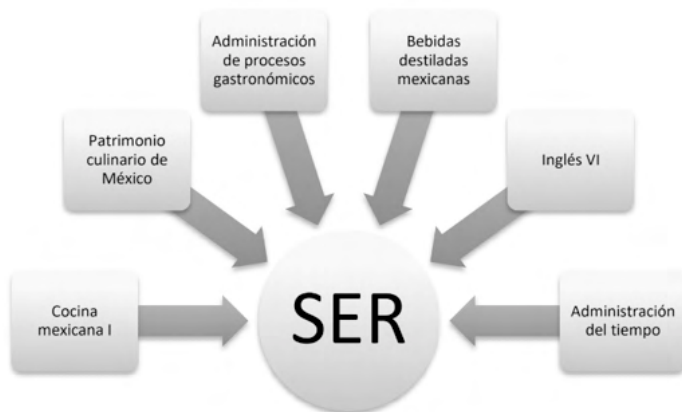 Administración
de procesos
gastronómicos
Bebidas
destiladas
mexicanas
Patrimonio
culinario de
México
Inglés VI
Cocina
mexicana I
SER
Administración
del tiempo